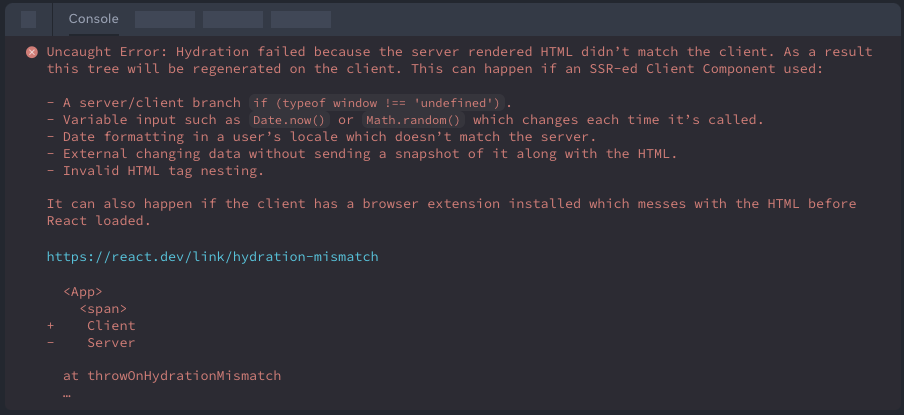 Console
Uncaught Error: Hydration failed because the server rendered HTML didn’t match the client. As a result
this tree will be regenerated on the client. This can happen if an SSR-ed Client Component used:
- A server/client branch if (typeof window !== 'undefined').
- Variable input such as Date.now() or Math.random() which changes each time it’s called.
- Date formatting in a user’s locale which doesn’t match the server.
- External changing data without sending a snapshot of it along with the HTML.
- Invalid HTML tag nesting.
It can also happen if the client has a browser extension installed which messes with the HTML before
React loaded.
https://react.dev/link/hydration-mismatch
<App>
<span>
+ Client
- Server
at throwOnHydrationMismatch
…